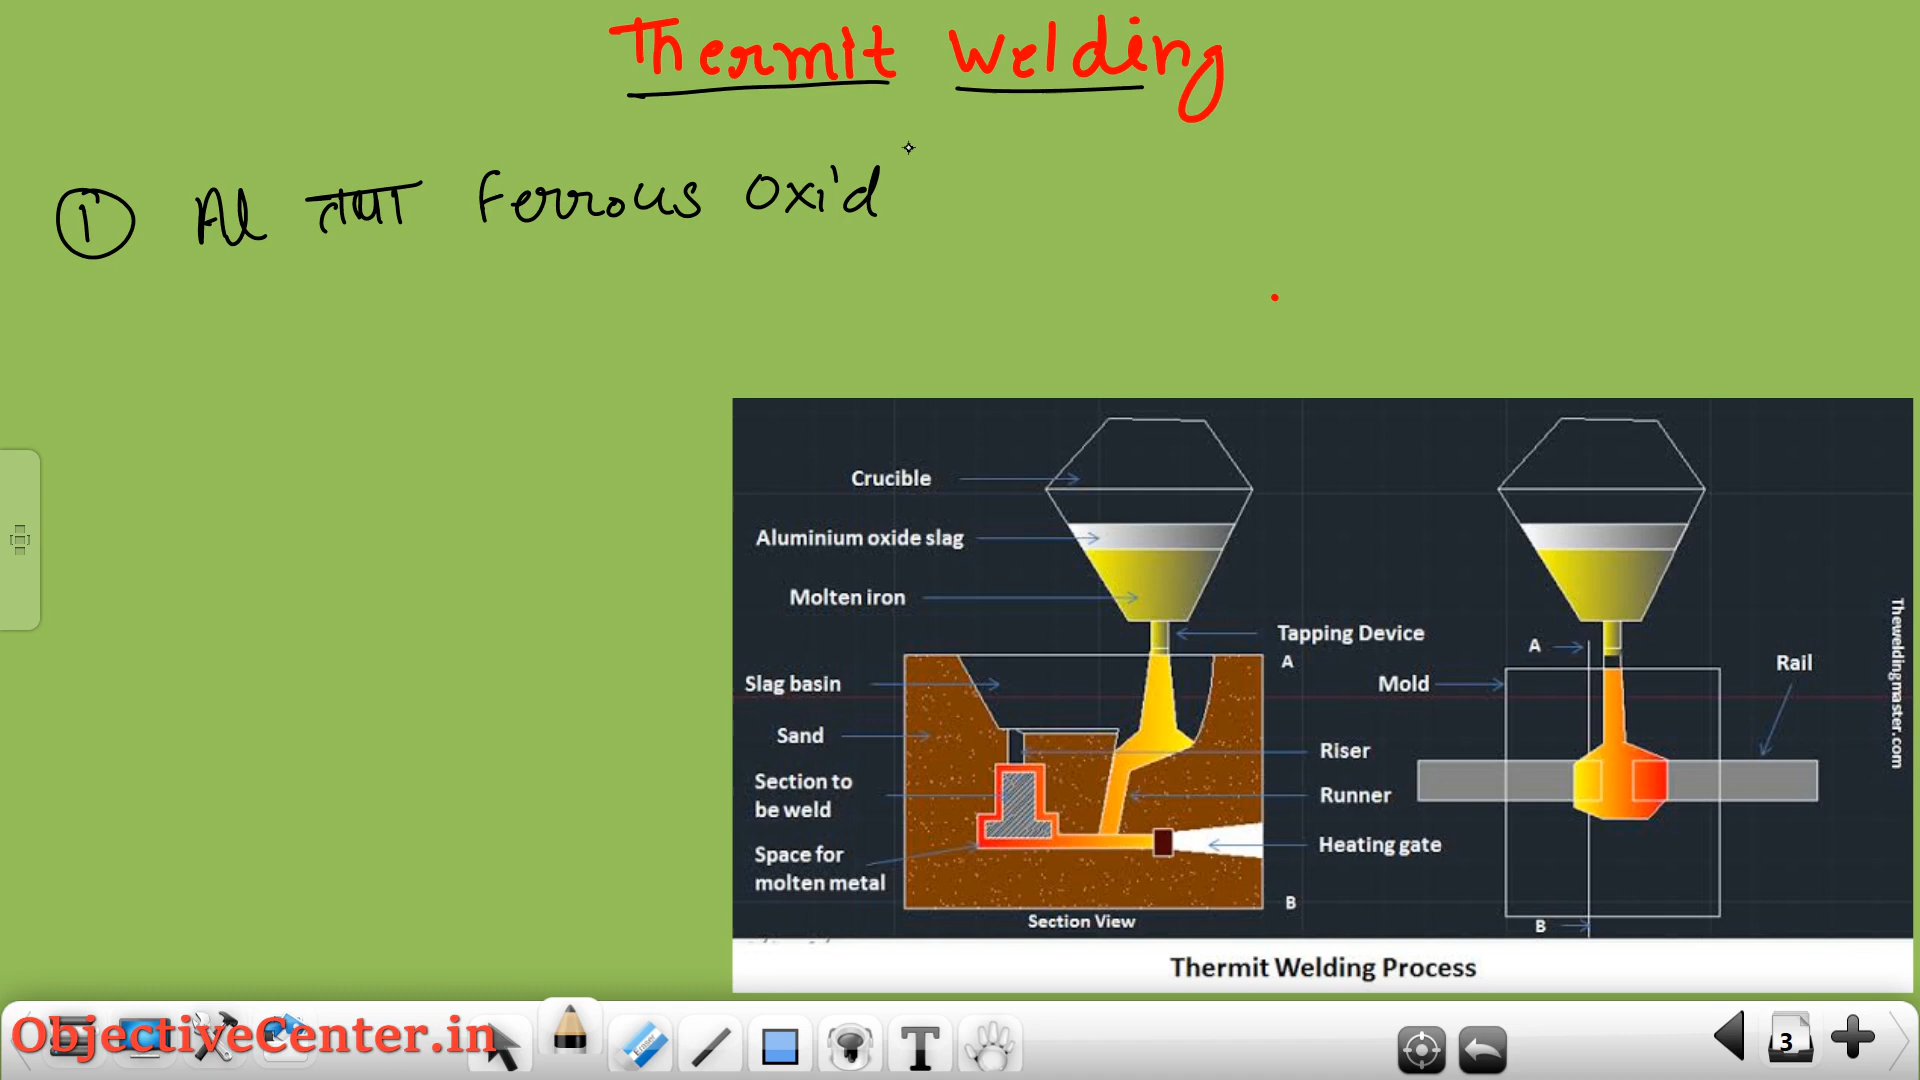 Thermit Welding
① Al तथा Ferrous Oxid
Crucible
Aluminium oxide slag
Molten iron
Tapping Device
A
Slag basin
Sand
Section to
be weld
Space for
molten metal
Riser
Runner
Heating gate
B
Section View
A
Mold
Rail
B
Theweldingmaster.com
Thermit Welding Process
ObjectiveCenter.in
Eraser
T
3